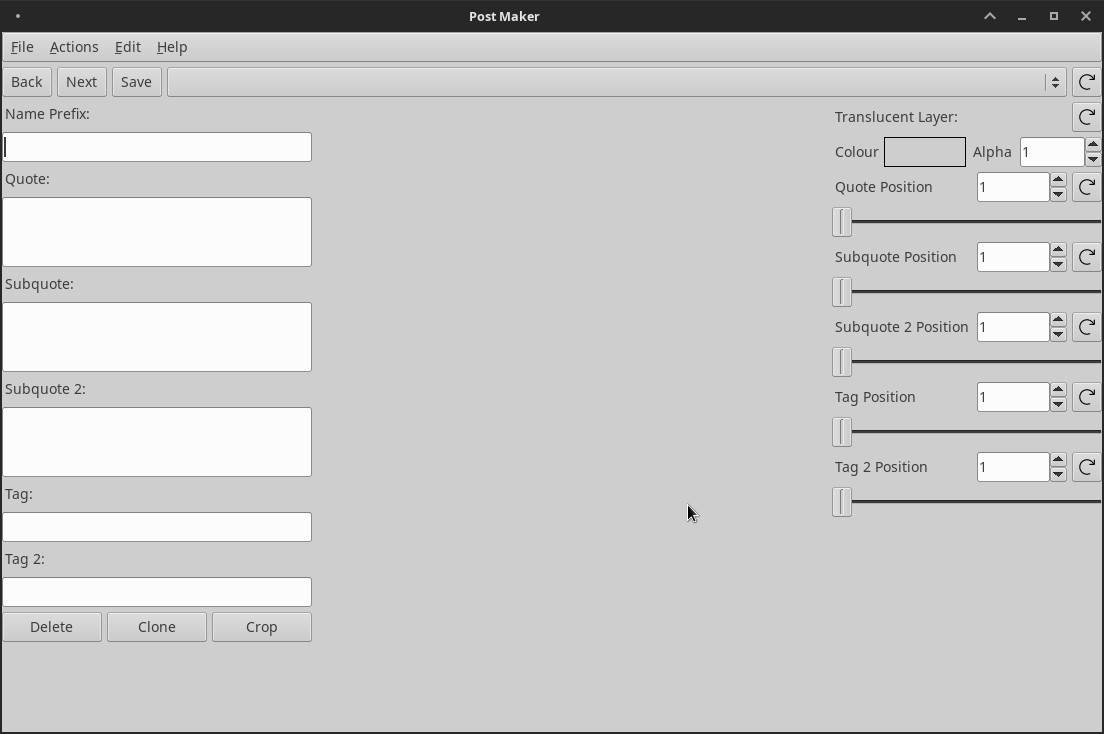 Post Maker
File Actions Edit Help
Back Next Save
Name Prefix:
Quote:
Subquote:
Subquote 2:
Tag:
Tag 2:
Delete Clone Crop
Translucent Layer:
Colour Alpha 1
Quote Position 1
Subquote Position 1
Subquote 2 Position 1
Tag Position 1
Tag 2 Position 1